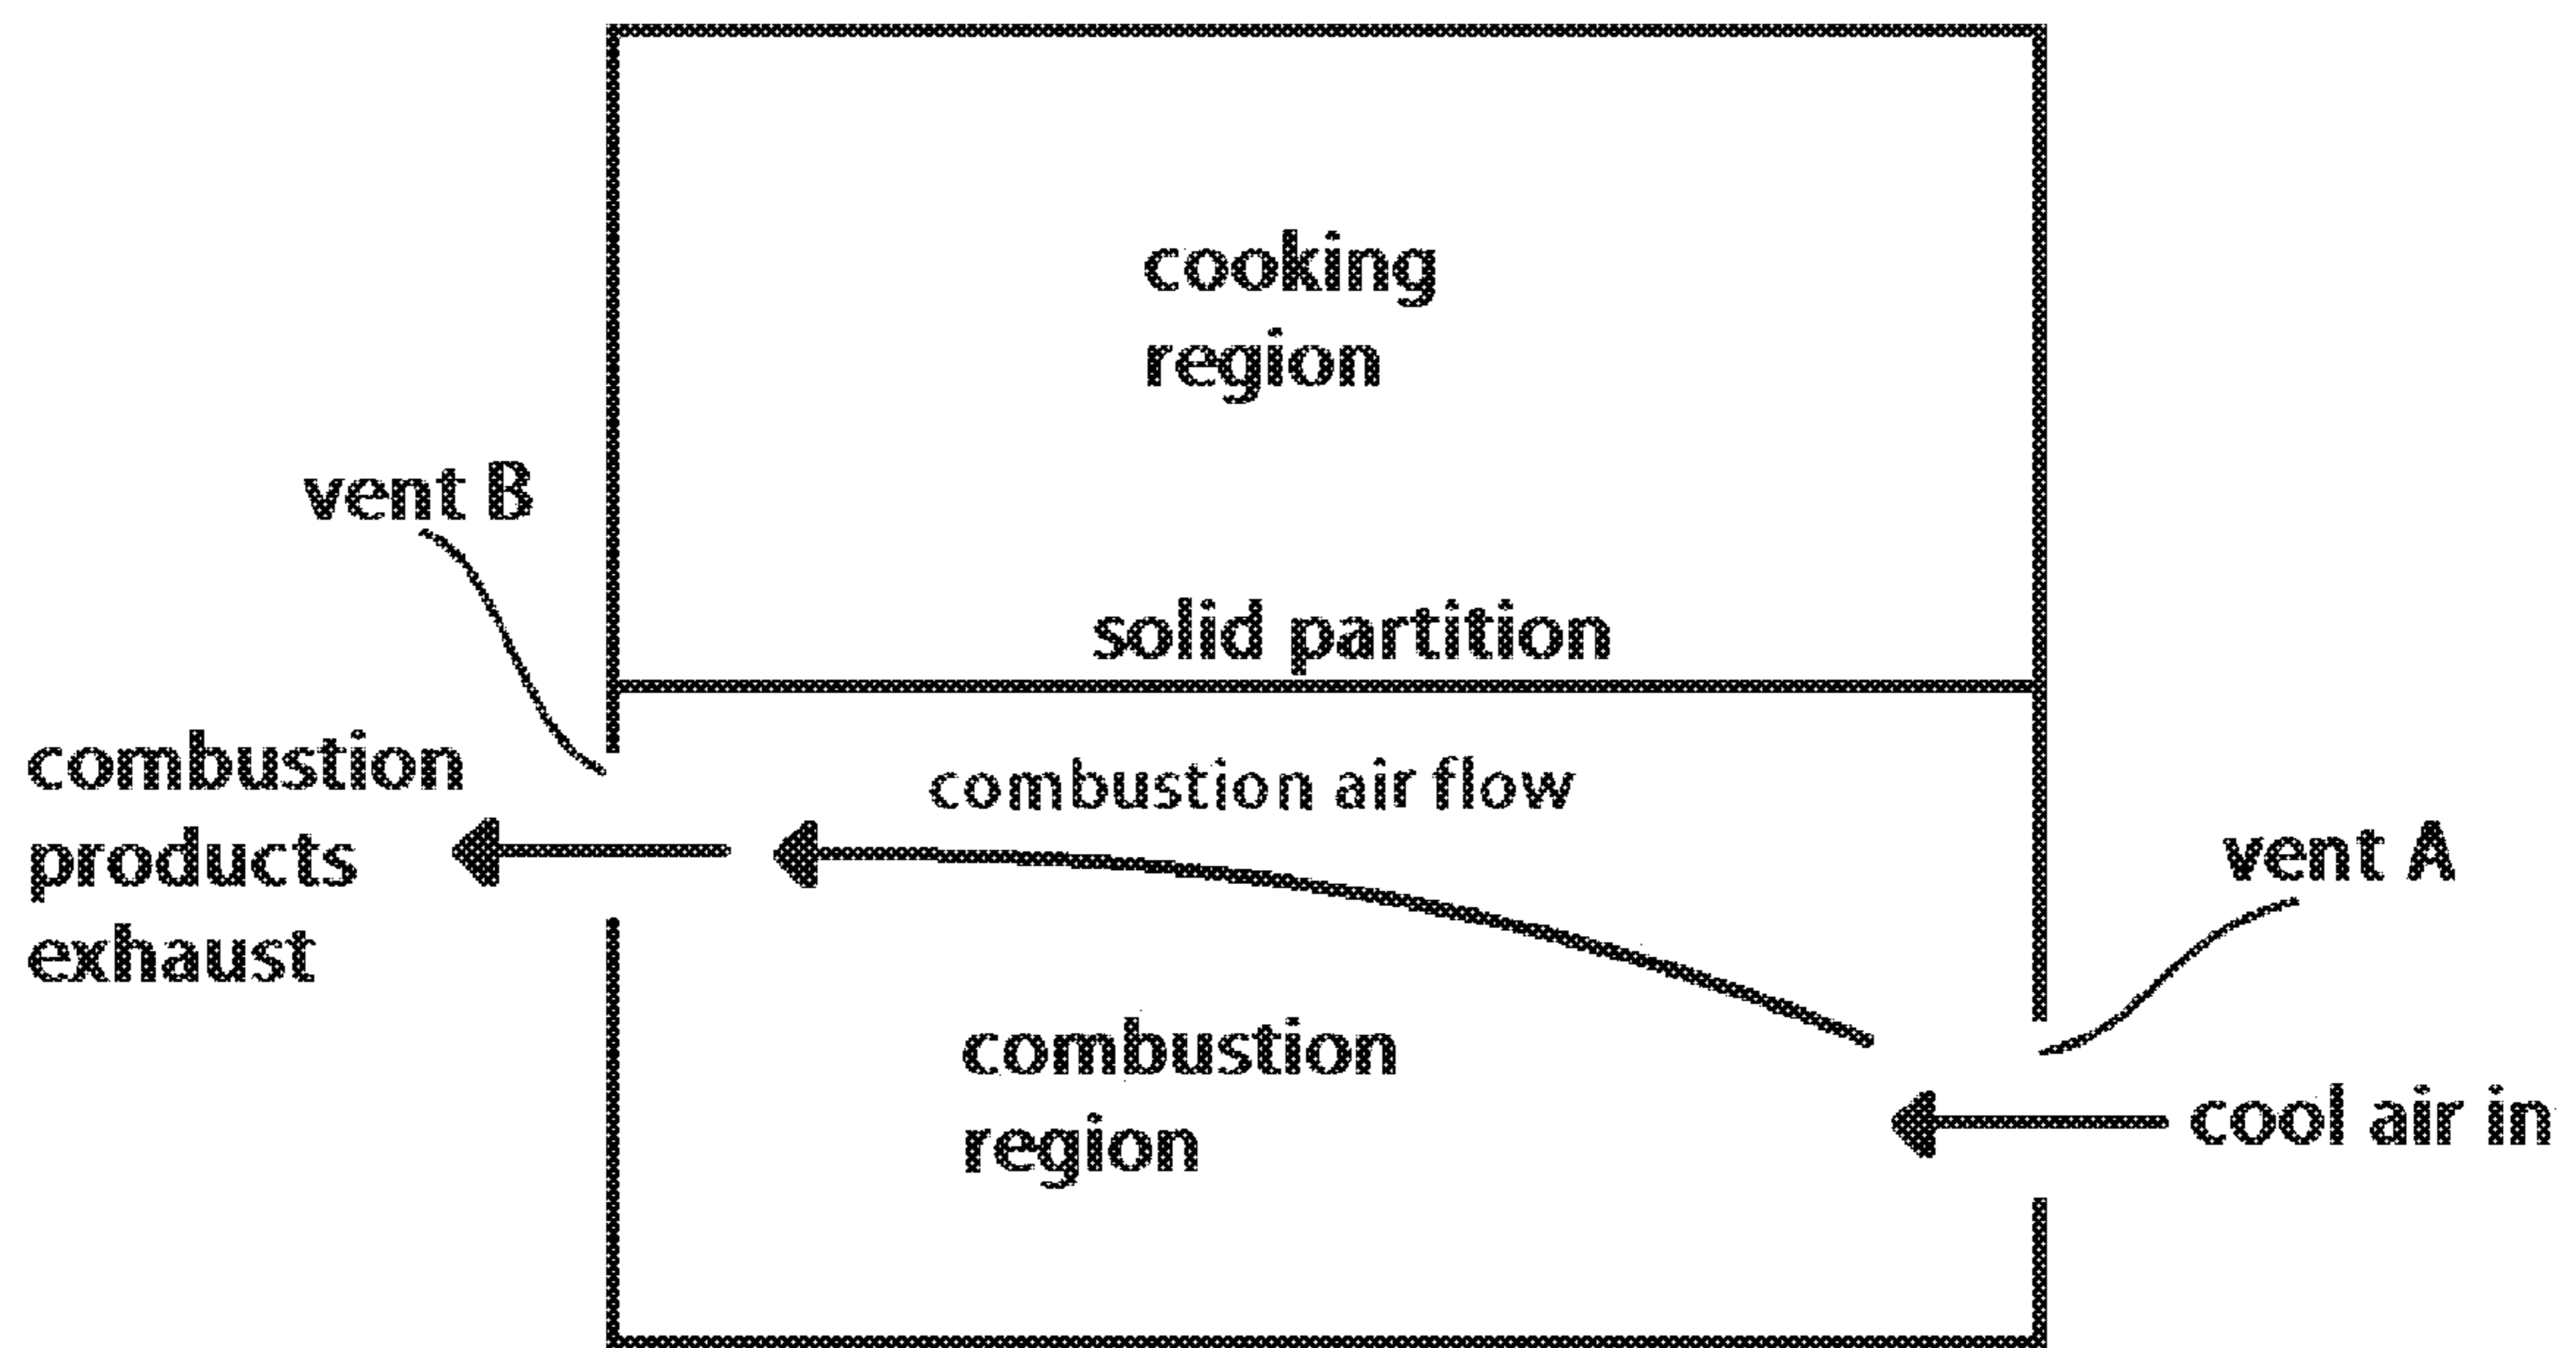 cooking
region
vent B
solid partition
combustion
products
exhaust
combustion air flow
vent A
combustion
region
cool air in